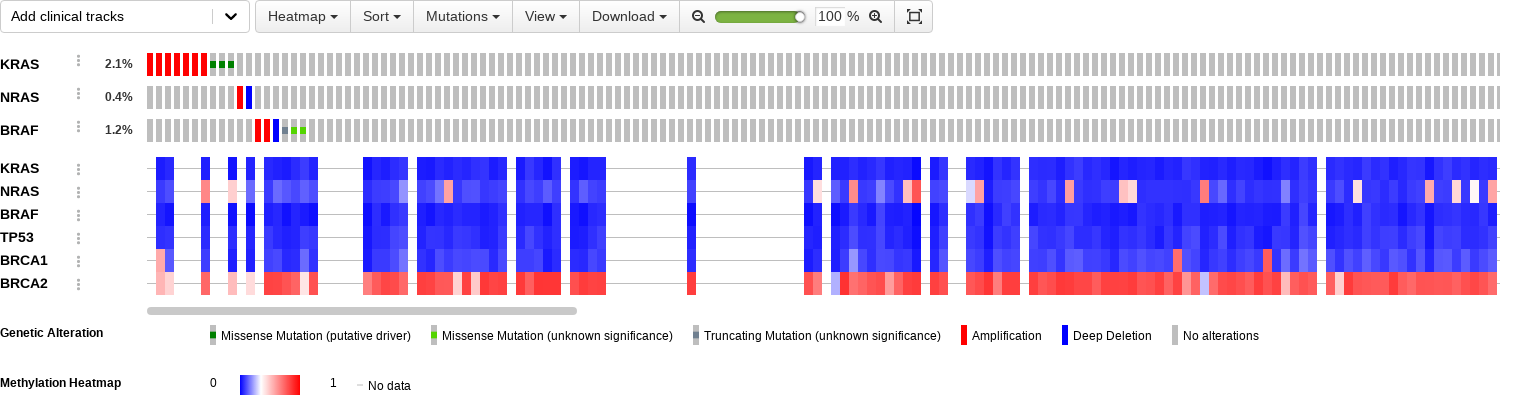 Add clinical tracks Heatmap Sort Mutations View Download 100 %
KRAS 2.1%
NRAS 0.4%
BRAF 1.2%
KRAS
NRAS
BRAF
TP53
BRCA1
BRCA2
Genetic Alteration Missense Mutation (putative driver) Missense Mutation (unknown significance) Truncating Mutation (unknown significance) Amplification Deep Deletion No alterations
Methylation Heatmap 0 1 No data